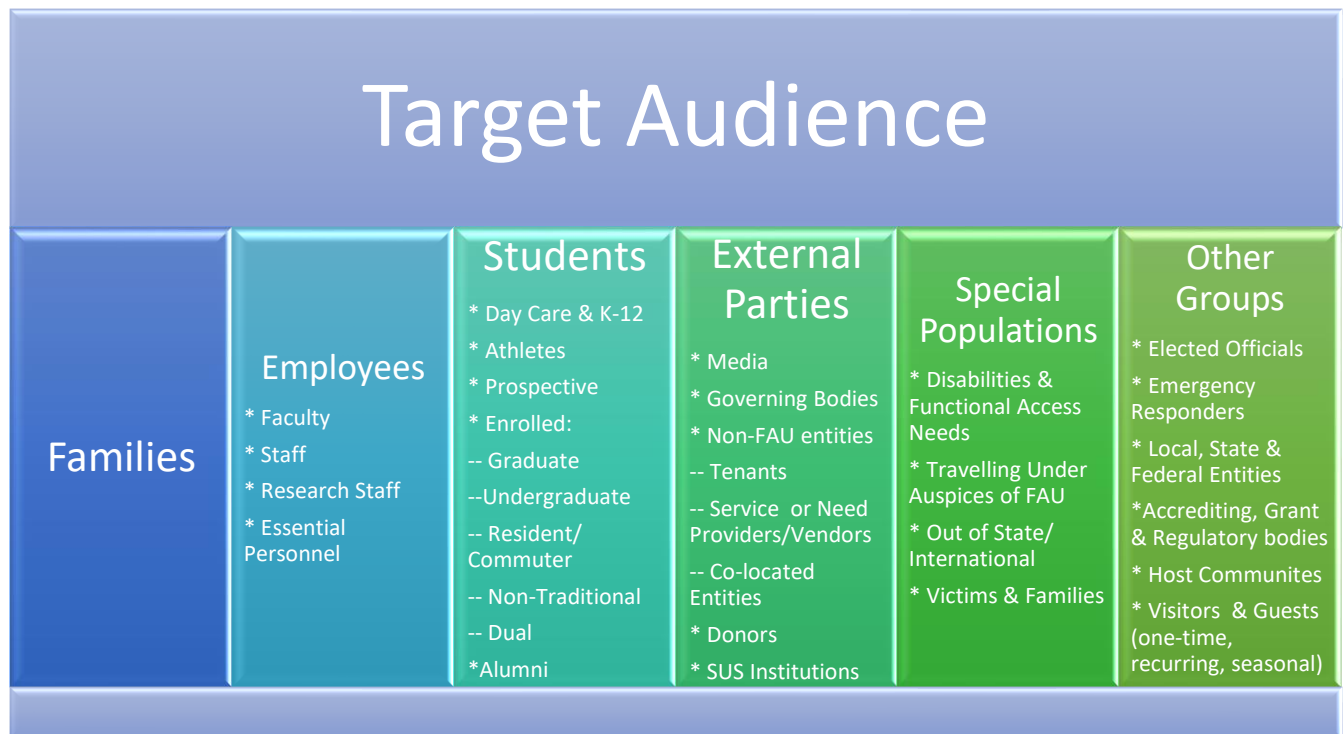 Target Audience
Families
Employees
* Faculty
* Staff
* Research Staff
* Essential
Personnel
Students
* Day Care & K-12
* Athletes
* Prospective
* Enrolled:
-- Graduate
--Undergraduate
-- Resident/
Commuter
-- Non-Traditional
-- Dual
*Alumni
External
Parties
* Media
* Governing Bodies
* Non-FAU entities
-- Tenants
-- Service or Need
Providers/Vendors
-- Co-located
Entities
* Donors
* SUS Institutions
Special
Populations
* Disabilities &
Functional Access
Needs
* Travelling Under
Auspices of FAU
* Out of State/
International
* Victims & Families
Other
Groups
* Elected Officials
* Emergency
Responders
* Local, State &
Federal Entities
*Accrediting, Grant
& Regulatory bodies
* Host Communites
* Visitors & Guests
(one-time,
recurring, seasonal)